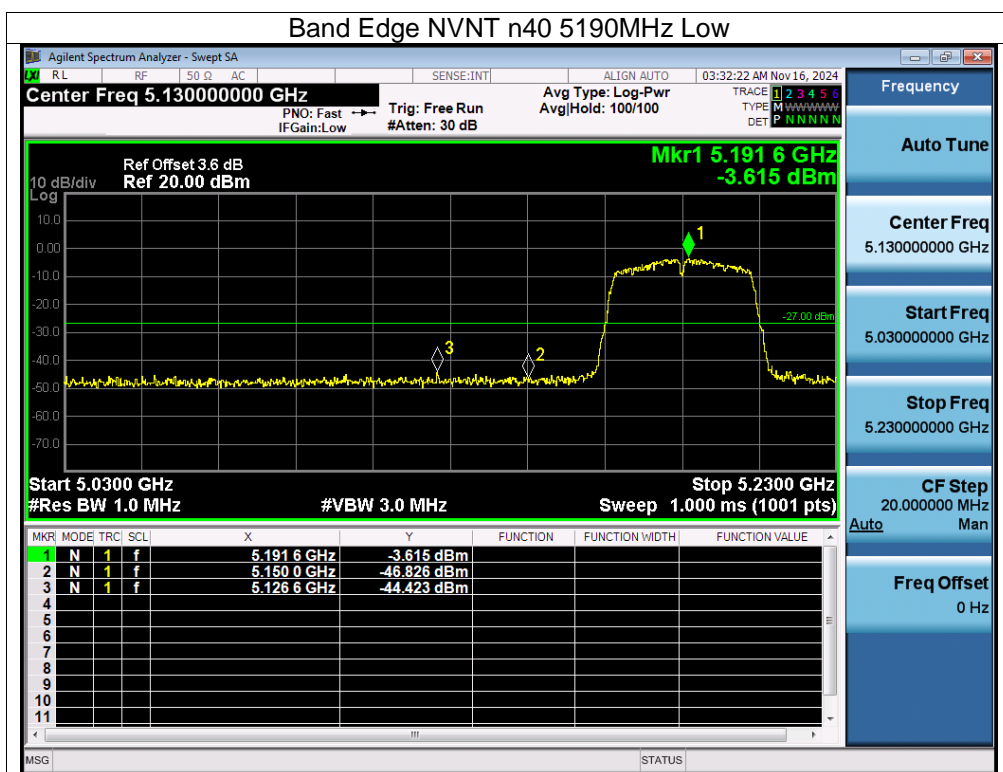 Band Edge NVNT n40 5190MHz Low
Agilent Spectrum Analyzer - Swept SA
LXI RL RF 50 Ω AC SENSE:INT ALIGN AUTO 03:32:22 AM Nov 16, 2024
Center Freq 5.130000000 GHz
PNO: Fast
IFGain:Low
Trig: Free Run
#Atten: 30 dB
Avg Type: Log-Pwr
Avg|Hold: 100/100
TRACE 1 2 3 4 5 6
TYPE M WWWWW
DET P N N N N N
Mkr1 5.191 6 GHz
-3.615 dBm
Ref Offset 3.6 dB
10 dB/div Ref 20.00 dBm
Log
10.0
0.00
-10.0
-20.0
-30.0
-40.0
-50.0
-60.0
-70.0
1
2
3
-27.00 dBm
Start 5.0300 GHz Stop 5.2300 GHz
#Res BW 1.0 MHz #VBW 3.0 MHz Sweep 1.000 ms (1001 pts)
MKR MODE TRC SCL X Y FUNCTION FUNCTION WIDTH FUNCTION VALUE
1 N 1 f 5.191 6 GHz -3.615 dBm
2 N 1 f 5.150 0 GHz -46.826 dBm
3 N 1 f 5.126 6 GHz -44.423 dBm
4
5
6
7
8
9
10
11
MSG STATUS
Frequency
Auto Tune
Center Freq
5.130000000 GHz
Start Freq
5.030000000 GHz
Stop Freq
5.230000000 GHz
CF Step
20.000000 MHz
Auto Man
Freq Offset
0 Hz